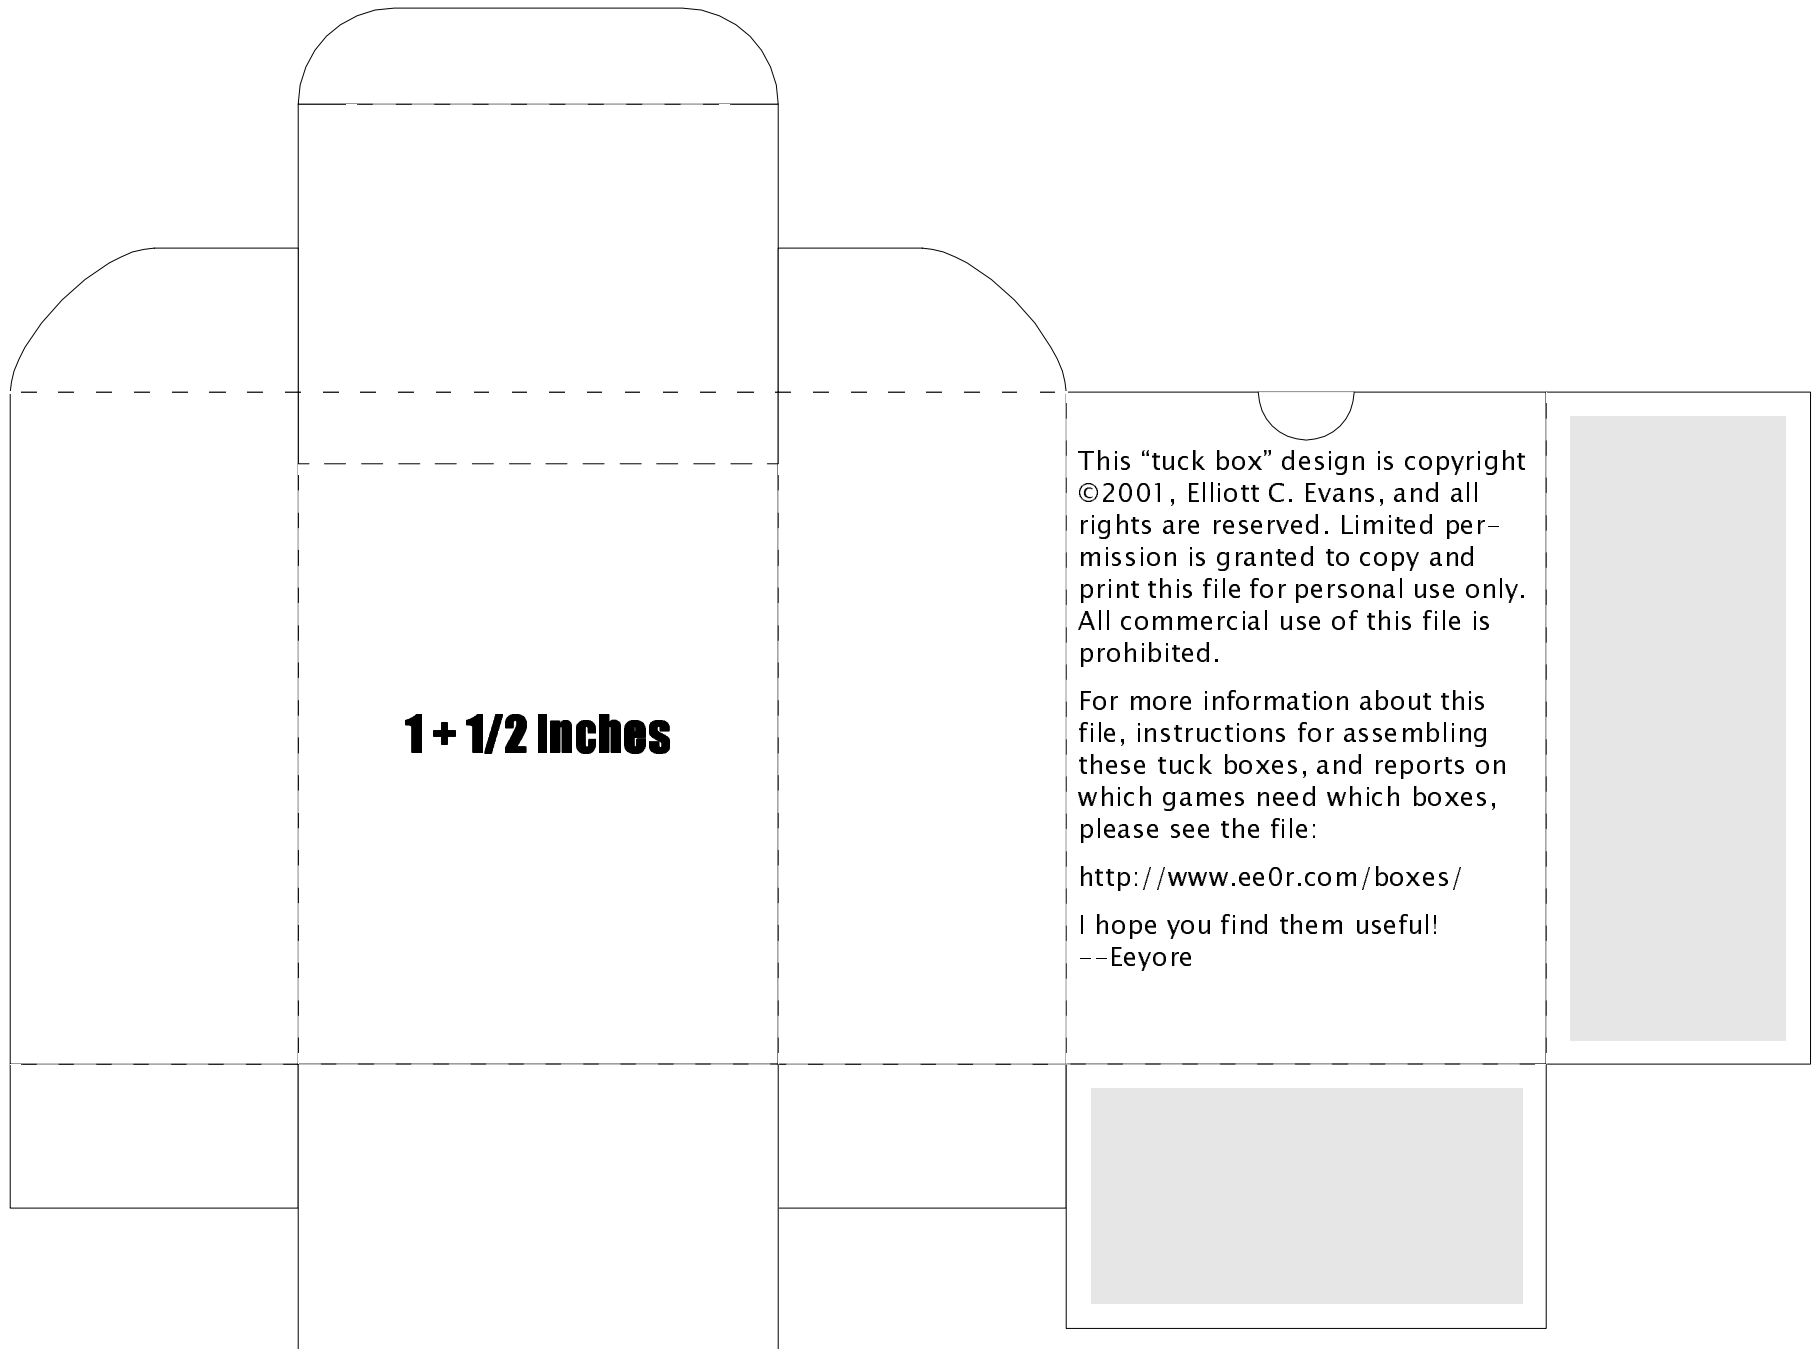 1 + 1/2 Inches
This “tuck box” design is copyright
©2001, Elliott C. Evans, and all
rights are reserved. Limited per-
mission is granted to copy and
print this file for personal use only.
All commercial use of this file is
prohibited.
For more information about this
file, instructions for assembling
these tuck boxes, and reports on
which games need which boxes,
please see the file:
http://www.ee0r.com/boxes/
I hope you find them useful!
--Eeyore